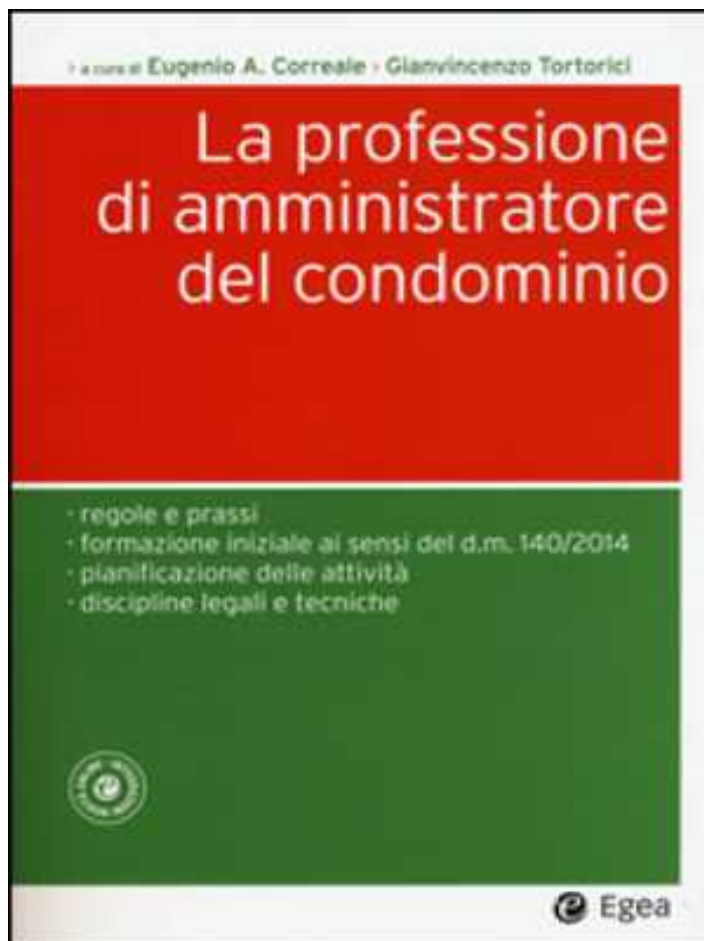 › a cura di Eugenio A. Correale › Gianvincenzo Tortorici
La professione
di amministratore
del condominio
· regole e prassi
· formazione iniziale ai sensi del d.m. 140/2014
· pianificazione delle attività
· discipline legali e tecniche
Egea